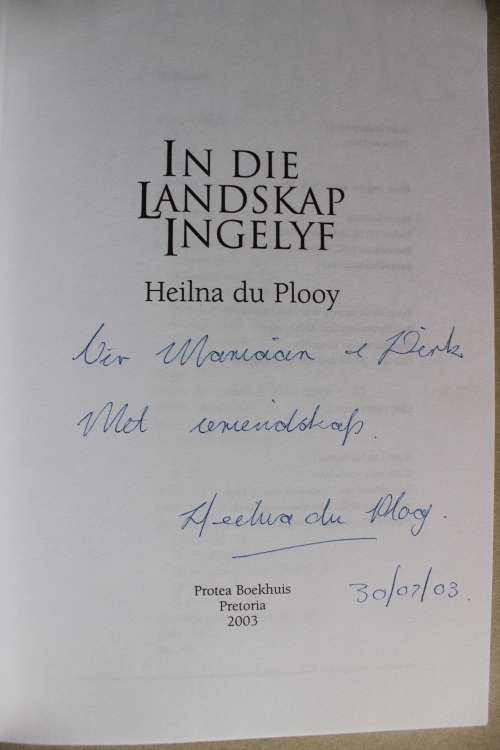 IN DIE
LANDSKAP
INGELYF
Heilna du Plooy
Vir Mariaan & Dirk
Met vriendskap.
Heilna du Plooy.
30/07/03.
Protea Boekhuis
Pretoria
2003